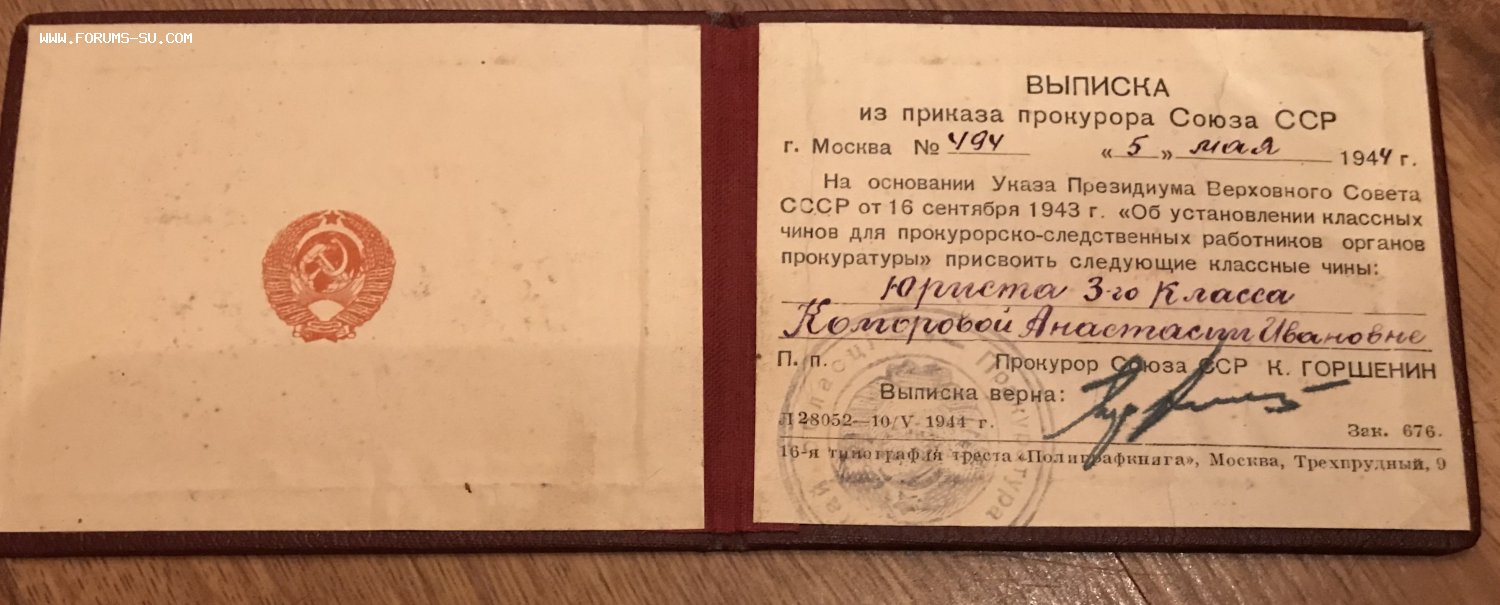 WWW.FORUMS-SU.COM
ВЫПИСКА
из приказа прокурора Союза ССР
г. Москва № 494 «5» мая 1944 г.
На основании Указа Президиума Верховного Совета
СССР от 16 сентября 1943 г. «Об установлении классных
чинов для прокурорско-следственных работников органов
прокуратуры» присвоить следующие классные чины:
Юриста 3-го класса
Коморовой Анастасии Ивановне
П. п. Прокурор Союза ССР К. ГОРШЕНИН
Выписка верна:
Л 28052—10/V 1944 г. Зак. 676.
16-я типография треста «Полиграфкнига», Москва, Трехпрудный, 9
Прокуратура